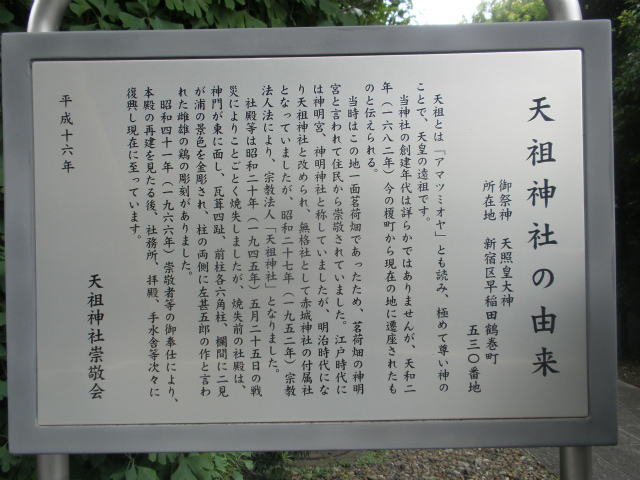 天祖神社の由来
御祭神　天照皇大神
所在地　新宿区早稲田鶴巻町
五三〇番地
天祖とは「アマツミオヤ」とも読み、極めて尊い神の
ことで、天皇の遠祖です。
当神社の創建年代は詳らかではありませんが、天和二
年（一六八二年）今の榎町から現在の地に遷座されたも
のと伝えられる。
当時はこの地一面茗荷畑であったため、茗荷畑の神明
宮と言われて住民から崇敬されていました。江戸時代に
は神明宮、神明神社と称していましたが、明治時代にな
り天祖神社と改められ、無格社として赤城神社の付属社
となっていましたが、昭和二十七年（一九五二年）宗教
法人法により、宗教法人「天祖神社」となりました。
社殿等は昭和二十年（一九四五年）五月二十五日の戦
災によりことごとく焼失しましたが、焼失前の社殿は、
神門が東に面し、瓦葺四趾、前柱各六角柱、欄間に二見
が浦の景色を金彫され、柱の両側に左甚五郎の作と言わ
れた雌雄の鶏の彫刻がありました。
昭和四十一年（一九六六年）崇敬者等の御奉仕により、
本殿の再建を見たる後、社務所、拝殿、手水舎等次々に
復興し現在に至っています。
平成十六年
天祖神社崇敬会